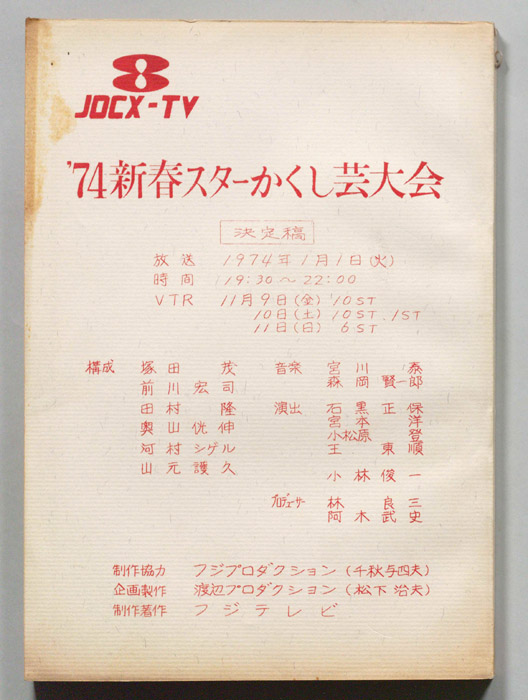 8
JOCX-TV
'74新春スターかくし芸大会
決定稿
放送 1974年1月1日(火)
時間 19:30〜22:00
VTR 11月9日(金) 10ST
10日(土) 10ST.1ST
11日(日) 6ST
構成 塚田 茂 音楽 宮川 泰
前川宏司 森岡賢一郎
田村 隆 演出 石黒正保
奥山侊伸 宮本 洋
小松原 登
河村シゲル 王 東順
山元護久 小林俊一
プロデューサー 林 良三
阿木武史
制作協力 フジプロダクション(千秋与四夫)
企画製作 渡辺プロダクション(松下治夫)
制作著作 フジテレビ